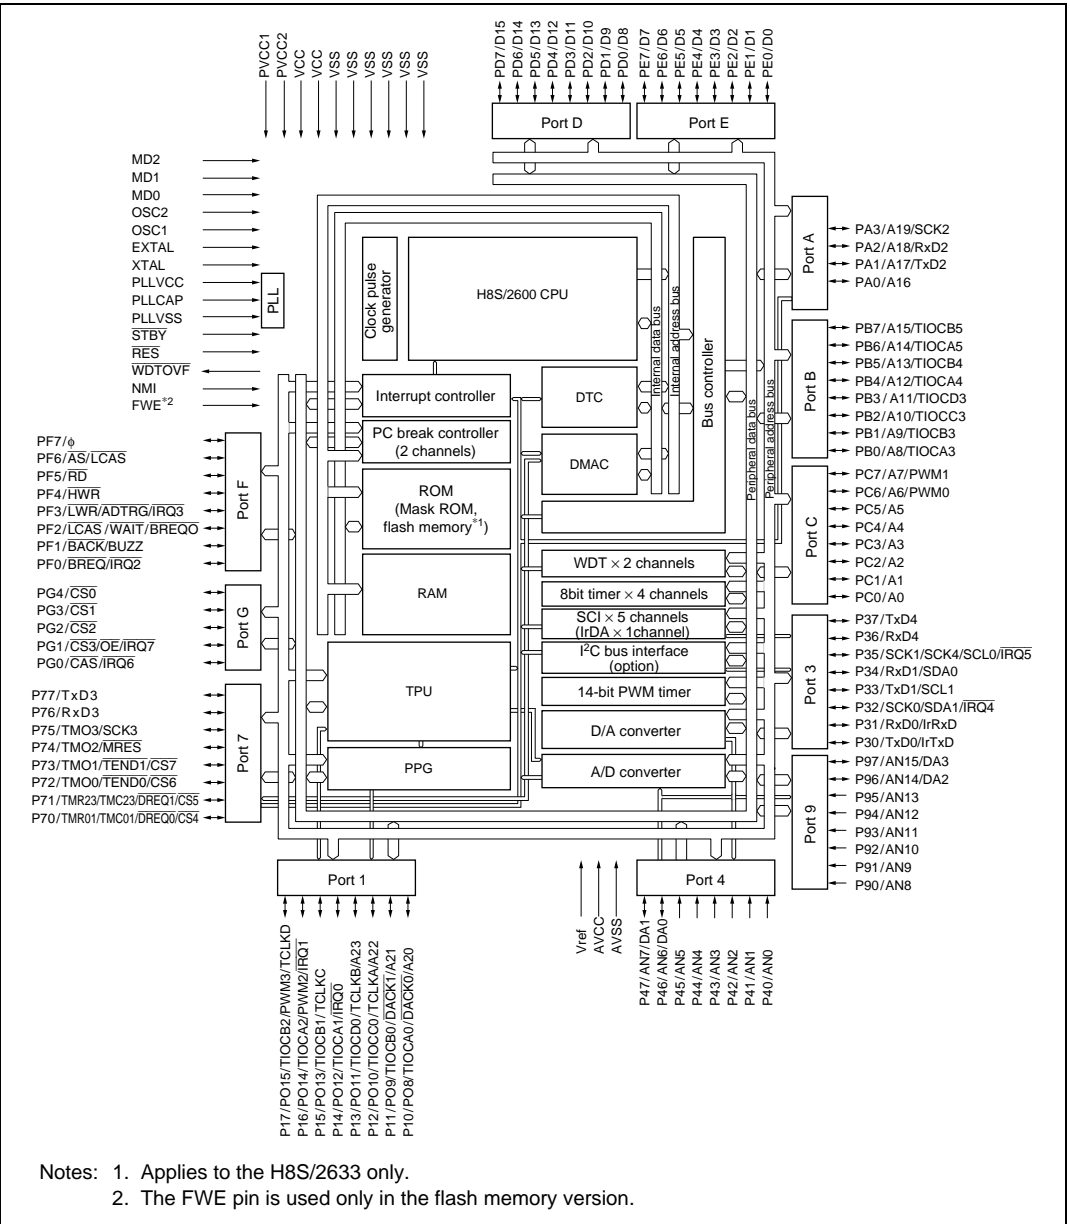 PVCC1
PVCC2
VCC
VCC
VSS
VSS
VSS
VSS
VSS
VSS
PD7/D15
PD6/D14
PD5/D13
PD4/D12
PD3/D11
PD2/D10
PD1/D9
PD0/D8
PE7/D7
PE6/D6
PE5/D5
PE4/D4
PE3/D3
PE2/D2
PE1/D1
PE0/D0
Port D
Port E
MD2
MD1
MD0
OSC2
OSC1
EXTAL
XTAL
PLLVCC
PLLCAP
PLLVSS
STBY
RES
WDTOVF
NMI
FWE*2
PLL
Clock pulse
generator
H8S/2600 CPU
Internal data bus
Internal address bus
Bus controller
Peripheral data bus
Peripheral address bus
Interrupt controller
PC break controller
(2 channels)
ROM
(Mask ROM,
flash memory*1)
RAM
TPU
PPG
DTC
DMAC
WDT × 2 channels
8bit timer × 4 channels
SCI × 5 channels
(IrDA × 1channel)
I2C bus interface
(option)
14-bit PWM timer
D/A converter
A/D converter
Port A
PA3/A19/SCK2
PA2/A18/RxD2
PA1/A17/TxD2
PA0/A16
Port B
PB7/A15/TIOCB5
PB6/A14/TIOCA5
PB5/A13/TIOCB4
PB4/A12/TIOCA4
PB3/A11/TIOCD3
PB2/A10/TIOCC3
PB1/A9/TIOCB3
PB0/A8/TIOCA3
Port C
PC7/A7/PWM1
PC6/A6/PWM0
PC5/A5
PC4/A4
PC3/A3
PC2/A2
PC1/A1
PC0/A0
Port 3
P37/TxD4
P36/RxD4
P35/SCK1/SCK4/SCL0/IRQ5
P34/RxD1/SDA0
P33/TxD1/SCL1
P32/SCK0/SDA1/IRQ4
P31/RxD0/IrRxD
P30/TxD0/IrTxD
Port 9
P97/AN15/DA3
P96/AN14/DA2
P95/AN13
P94/AN12
P93/AN11
P92/AN10
P91/AN9
P90/AN8
PF7/ϕ
PF6/AS/LCAS
PF5/RD
PF4/HWR
PF3/LWR/ADTRG/IRQ3
PF2/LCAS/WAIT/BREQO
PF1/BACK/BUZZ
PF0/BREQ/IRQ2
Port F
PG4/CS0
PG3/CS1
PG2/CS2
PG1/CS3/OE/IRQ7
PG0/CAS/IRQ6
Port G
P77/TxD3
P76/RxD3
P75/TMO3/SCK3
P74/TMO2/MRES
P73/TMO1/TEND1/CS7
P72/TMO0/TEND0/CS6
P71/TMR23/TMC23/DREQ1/CS5
P70/TMR01/TMC01/DREQ0/CS4
Port 7
Port 1
P17/PO15/TIOCB2/PWM3/TCLKD
P16/PO14/TIOCA2/PWM2/IRQ1
P15/PO13/TIOCB1/TCLKC
P14/PO12/TIOCA1/IRQ0
P13/PO11/TIOCD0/TCLKB/A23
P12/PO10/TIOCC0/TCLKA/A22
P11/PO9/TIOCB0/DACK1/A21
P10/PO8/TIOCA0/DACK0/A20
Vref
AVCC
AVSS
Port 4
P47/AN7/DA1
P46/AN6/DA0
P45/AN5
P44/AN4
P43/AN3
P42/AN2
P41/AN1
P40/AN0
Notes: 1. Applies to the H8S/2633 only.
2. The FWE pin is used only in the flash memory version.